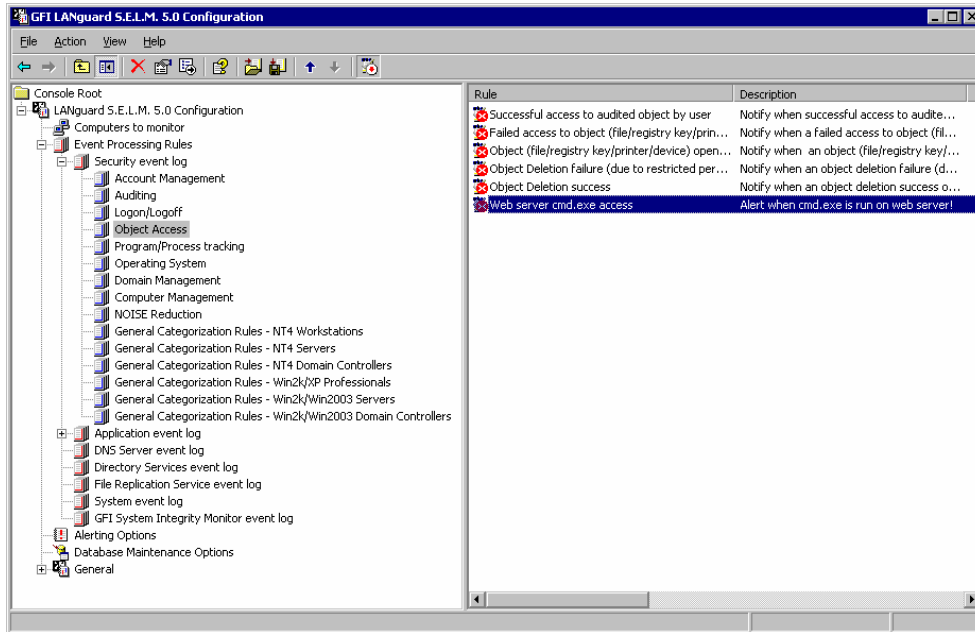 GFI LANguard S.E.L.M. 5.0 Configuration
File Action View Help
Console Root
LANguard S.E.L.M. 5.0 Configuration
Computers to monitor
Event Processing Rules
Security event log
Account Management
Auditing
Logon/Logoff
Object Access
Program/Process tracking
Operating System
Domain Management
Computer Management
NOISE Reduction
General Categorization Rules - NT4 Workstations
General Categorization Rules - NT4 Servers
General Categorization Rules - NT4 Domain Controllers
General Categorization Rules - Win2k/XP Professionals
General Categorization Rules - Win2k/Win2003 Servers
General Categorization Rules - Win2k/Win2003 Domain Controllers
Application event log
DNS Server event log
Directory Services event log
File Replication Service event log
System event log
GFI System Integrity Monitor event log
Alerting Options
Database Maintenance Options
General
Rule Description
Successful access to audited object by user Notify when successful access to audite...
Failed access to object (file/registry key/prin... Notify when a failed access to object (fil...
Object (file/registry key/printer/device) open... Notify when an object (file/registry key/...
Object Deletion failure (due to restricted per... Notify when an object deletion failure (d...
Object Deletion success Notify when an object deletion success o...
Web server cmd.exe access Alert when cmd.exe is run on web server!